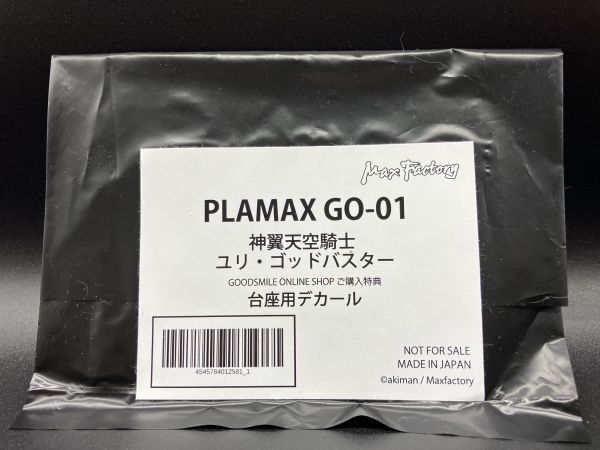 Max Factory
PLAMAX GO-01
神翼天空騎士
ユリ・ゴッドバスター
GOODSMILE ONLINE SHOP ご購入特典
台座用デカール
4545784012581_1
NOT FOR SALE
MADE IN JAPAN
©akiman / Maxfactory